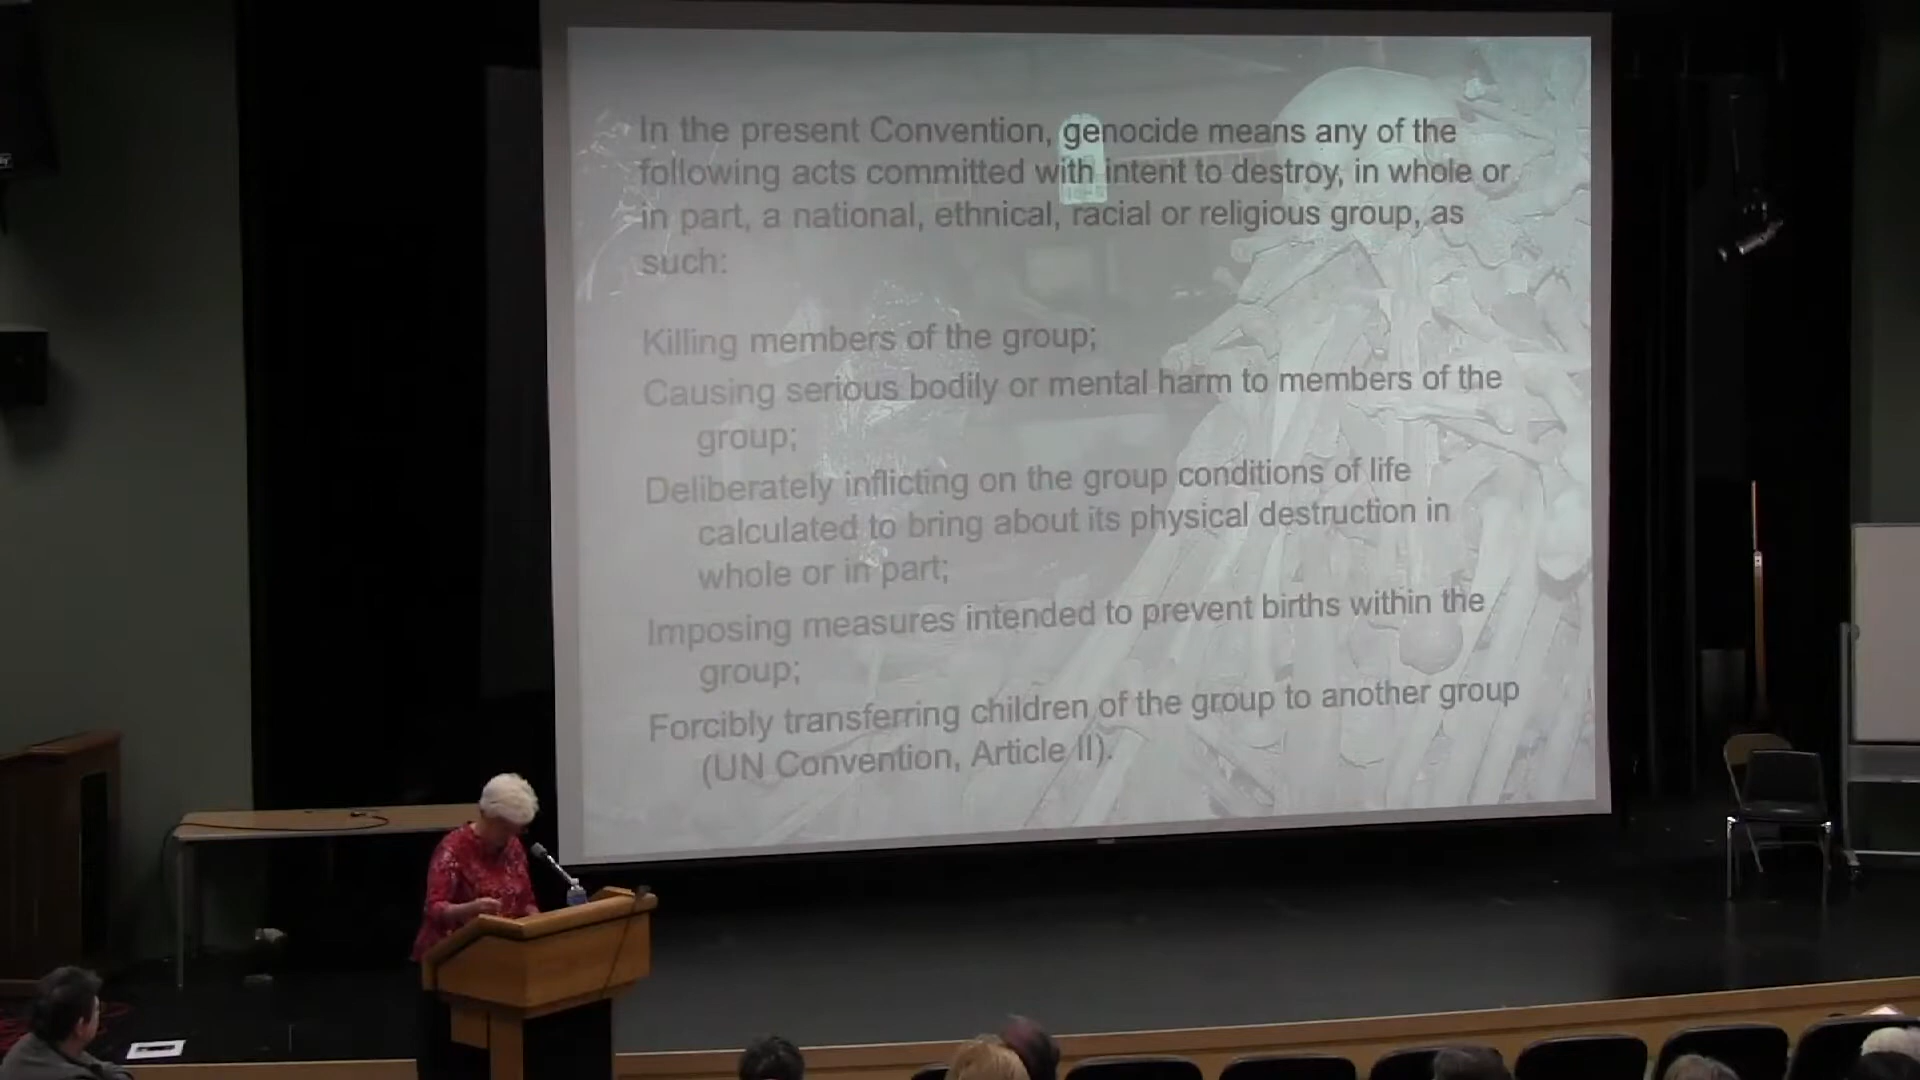 In the present Convention, genocide means any of the
following acts committed with intent to destroy, in whole or
in part, a national, ethnical, racial or religious group, as
such:
Killing members of the group;
Causing serious bodily or mental harm to members of the
group;
Deliberately inflicting on the group conditions of life
calculated to bring about its physical destruction in
whole or in part;
Imposing measures intended to prevent births within the
group;
Forcibly transferring children of the group to another group
(UN Convention, Article II).